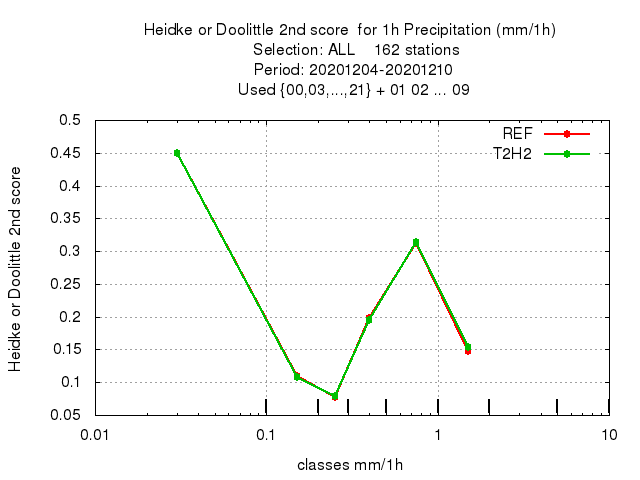 Heidke or Doolittle 2nd score  for 1h Precipitation (mm/1h)
Selection: ALL    162 stations
Period: 20201204-20201210
Used {00,03,...,21} + 01 02 ... 09
REF
T2H2
Heidke or Doolittle 2nd score
0.5
0.45
0.4
0.35
0.3
0.25
0.2
0.15
0.1
0.05
0.01
0.1
1
10
classes mm/1h